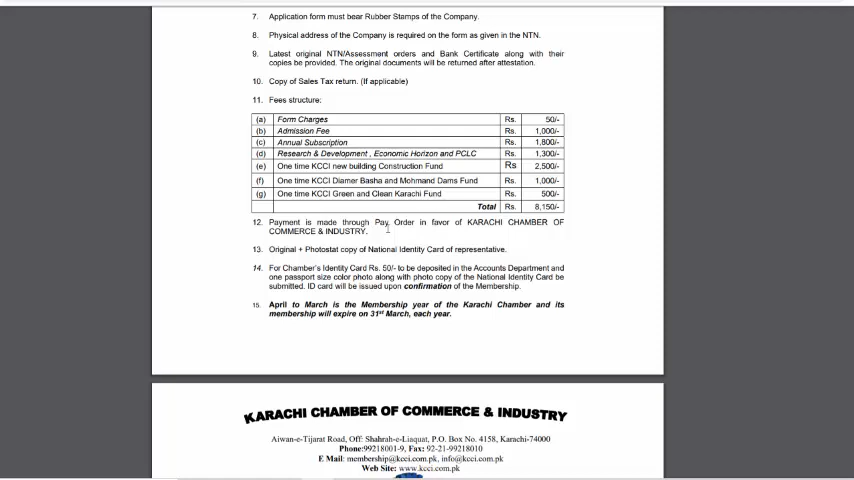 7. Application form must bear Rubber Stamps of the Company.
8. Physical address of the Company is required on the form as given in the NTN.
9. Latest original NTN/Assessment orders and Bank Certificate along with their
copies be provided. The original documents will be returned after attestation.
10. Copy of Sales Tax return. (If applicable)
11. Fees structure:
(a) Form Charges Rs. 50/-
(b) Admission Fee Rs. 1,000/-
(c) Annual Subscription Rs. 1,800/-
(d) Research & Development , Economic Horizon and PCLC Rs. 1,300/-
(e) One time KCCI new building Construction Fund Rs 2,500/-
(f) One time KCCI Diamer Basha and Mohmand Dams Fund Rs. 1,000/-
(g) One time KCCI Green and Clean Karachi Fund Rs. 500/-
Total Rs. 8,150/-
12. Payment is made through Pay Order in favor of KARACHI CHAMBER OF
COMMERCE & INDUSTRY.
13. Original + Photostat copy of National Identity Card of representative.
14. For Chamber's Identity Card Rs. 50/- to be deposited in the Accounts Department and
one passport size color photo along with photo copy of the National Identity Card be
submitted. ID card will be issued upon confirmation of the Membership.
15. April to March is the Membership year of the Karachi Chamber and its
membership will expire on 31st March, each year.
KARACHI CHAMBER OF COMMERCE & INDUSTRY
Aiwan-e-Tijarat Road, Off: Shahrah-e-Liaquat, P.O. Box No. 4158, Karachi-74000
Phone:99218001-9, Fax: 92-21-99218010
E Mail: membership@kcci.com.pk, info@kcci.com.pk
Web Site: www.kcci.com.pk